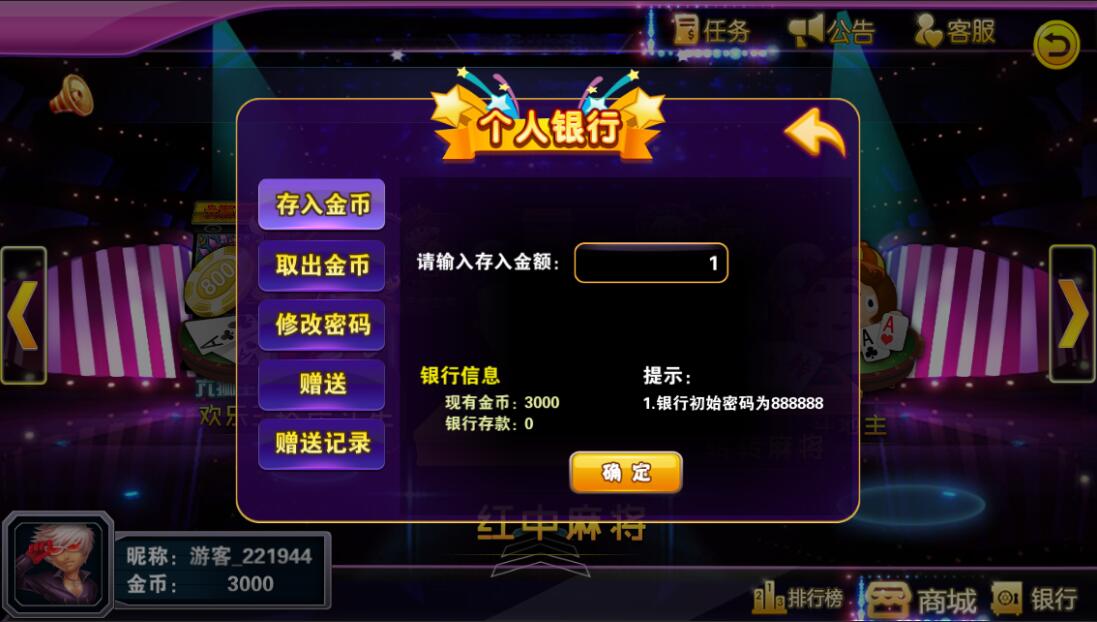 任务
公告
客服
个人银行
存入金币
取出金币
修改密码
赠送
赠送记录
请输入存入金额：
1
银行信息
现有金币：3000
银行存款：0
提示：
1.银行初始密码为888888
确定
800
A
A
A
欢乐
主
红中麻将
昵称：游客_221944
金币：3000
排行榜
商城
银行